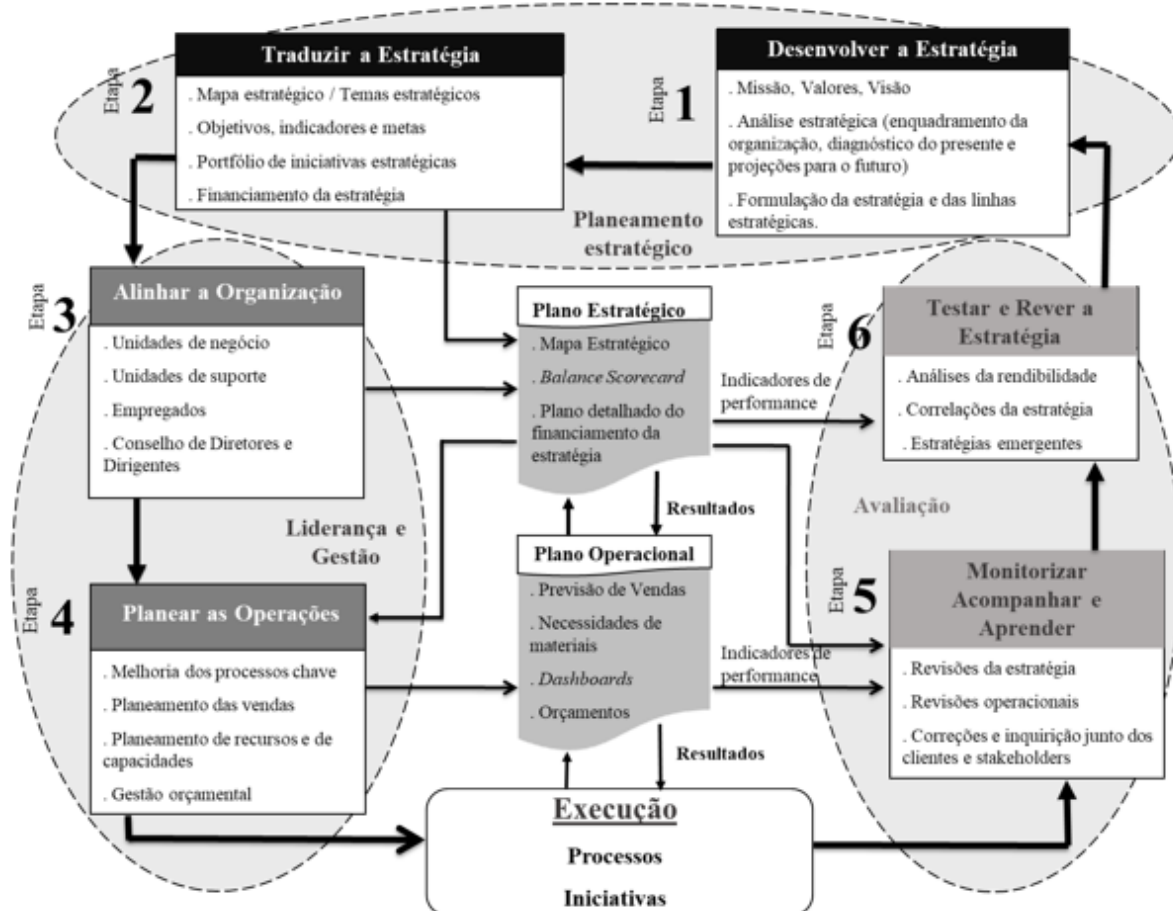 Etapa
1
Desenvolver a Estratégia
. Missão, Valores, Visão
. Análise estratégica (enquadramento da
organização, diagnóstico do presente e
projeções para o futuro)
. Formulação da estratégia e das linhas
estratégicas.
Etapa
2
Traduzir a Estratégia
. Mapa estratégico / Temas estratégicos
. Objetivos, indicadores e metas
. Portfólio de iniciativas estratégicas
. Financiamento da estratégia
Planeamento
estratégico
Etapa
3
Alinhar a Organização
. Unidades de negócio
. Unidades de suporte
. Empregados
. Conselho de Diretores e
Dirigentes
Liderança e
Gestão
Etapa
4
Planear as Operações
. Melhoria dos processos chave
. Planeamento das vendas
. Planeamento de recursos e de
capacidades
. Gestão orçamental
Plano Estratégico
. Mapa Estratégico
. Balance Scorecard
. Plano detalhado do
financiamento da
estratégia
Indicadores de
performance
Resultados
Plano Operacional
. Previsão de Vendas
. Necessidades de
materiais
. Dashboards
. Orçamentos
Indicadores de
performance
Resultados
Execução
Processos
Iniciativas
Etapa
5
Monitorizar
Acompanhar e
Aprender
. Revisões da estratégia
. Revisões operacionais
. Correções e inquirição junto dos
clientes e stakeholders
Avaliação
Etapa
6
Testar e Rever a
Estratégia
. Análises da rendibilidade
. Correlações da estratégia
. Estratégias emergentes